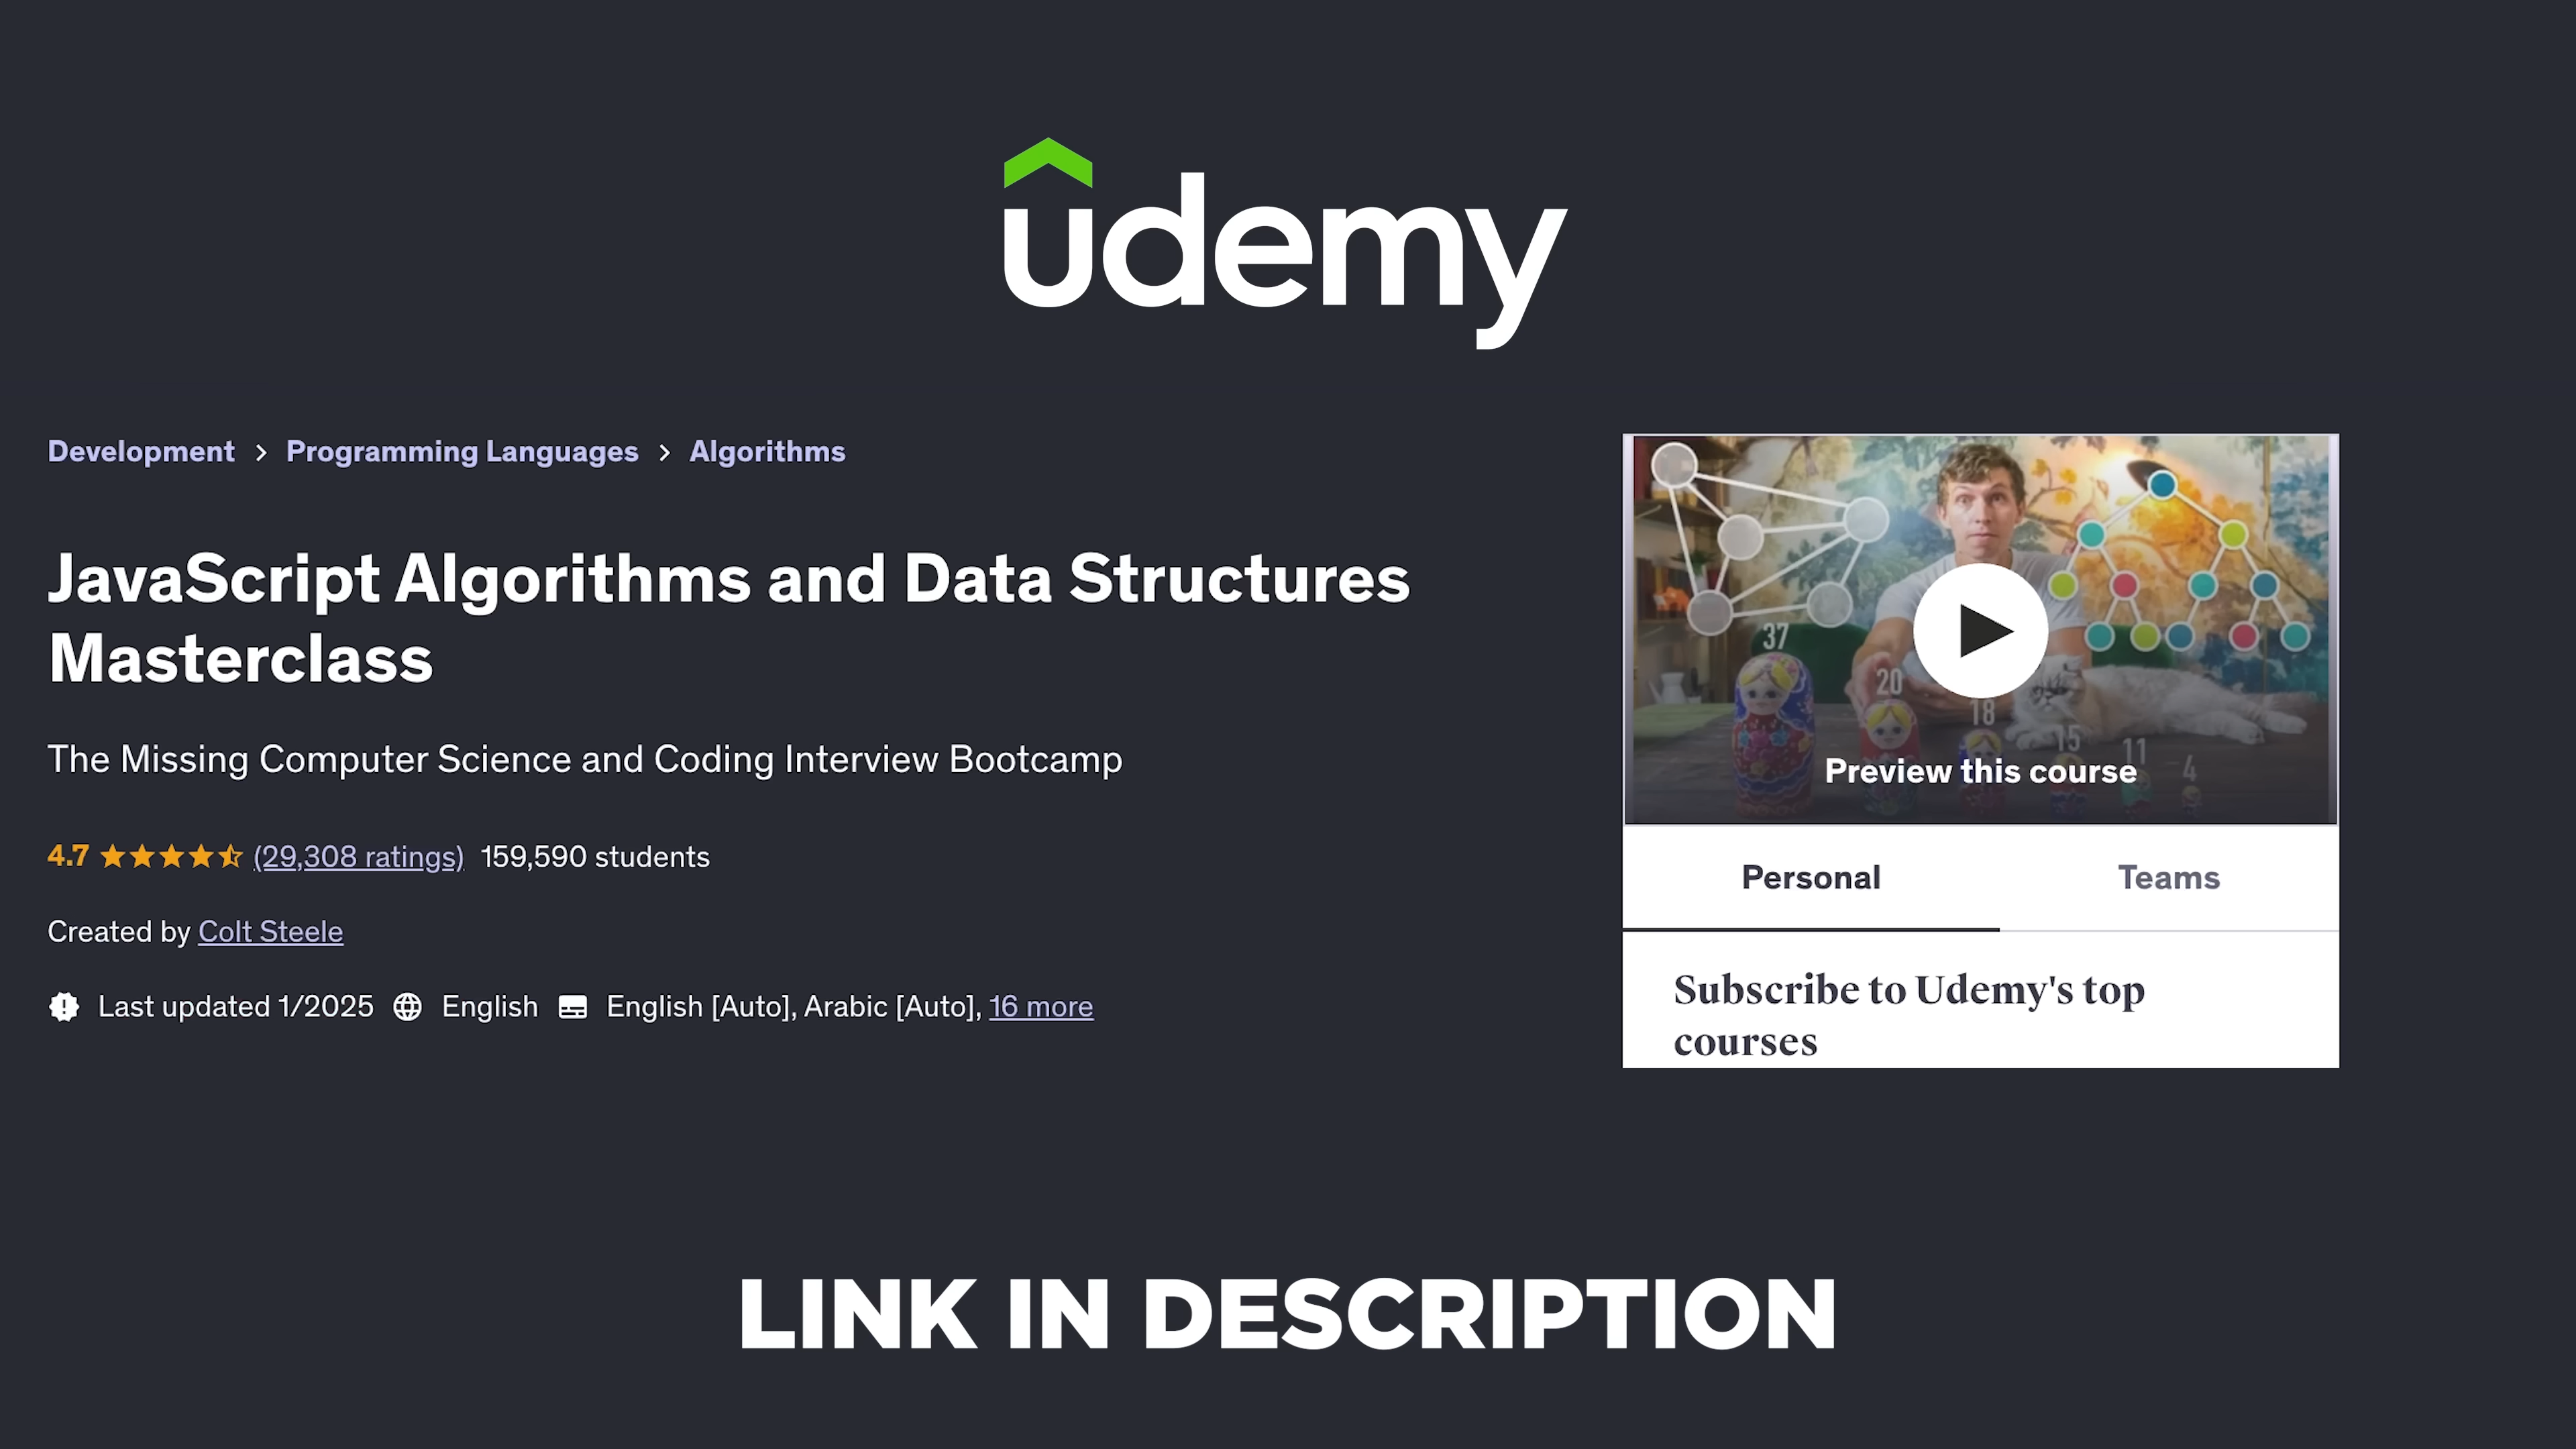 udemy
Development > Programming Languages > Algorithms
JavaScript Algorithms and Data Structures
Masterclass
The Missing Computer Science and Coding Interview Bootcamp
4.7 (29,308 ratings) 159,590 students
Created by Colt Steele
Last updated 1/2025 English English [Auto], Arabic [Auto], 16 more
37
20
18
15
11
4
Preview this course
Personal Teams
Subscribe to Udemy's top
courses
LINK IN DESCRIPTION